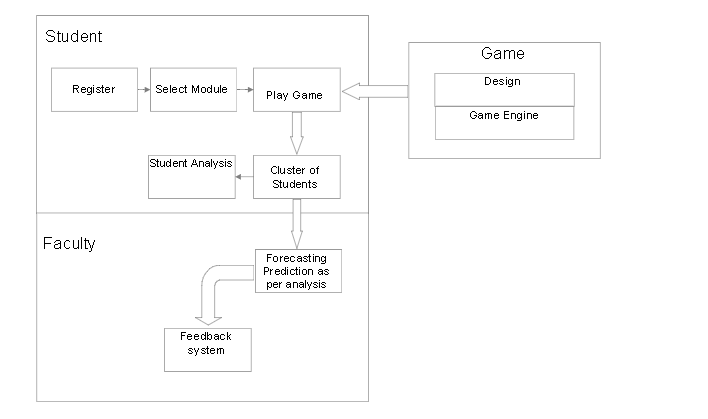 Student
Game
Register
Select Module
Play Game
Design
Game Engine
Student Analysis
Cluster of
Students
Faculty
Forecasting
Prediction as
per analysis
Feedback
system